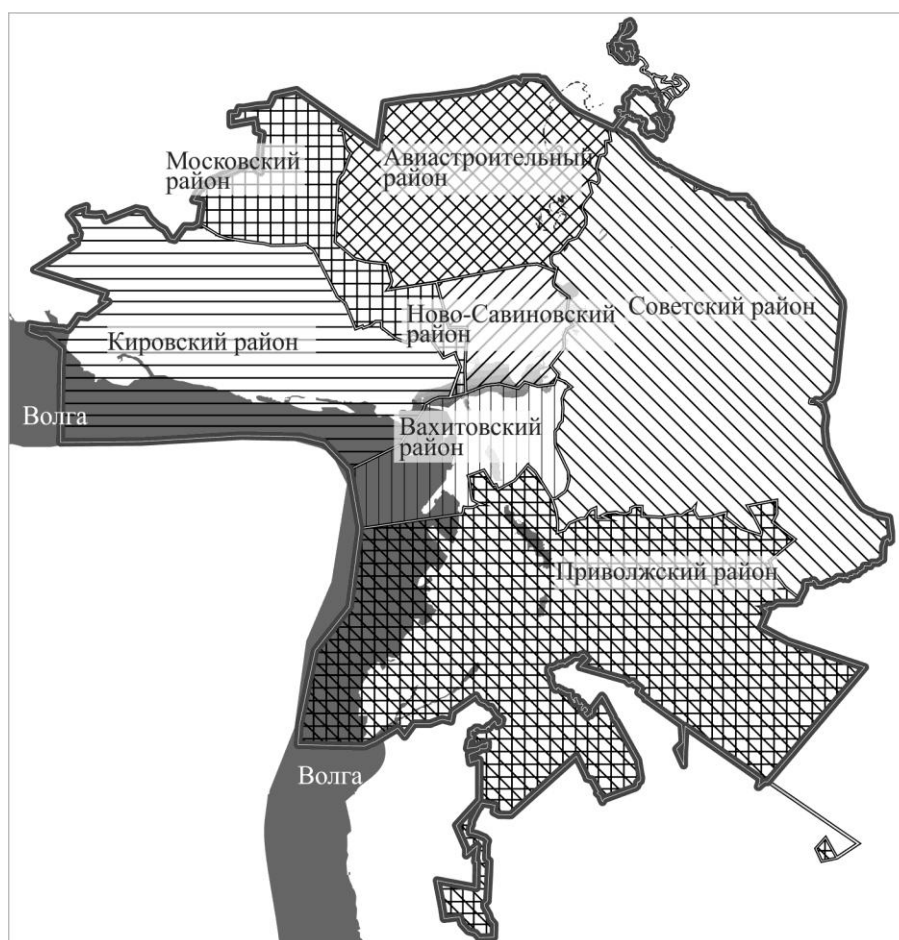 Московский
район
Авиастроительный
район
Ново-Савиновский
район
Советский район
Кировский район
Волга
Вахитовский
район
Приволжский район
Волга